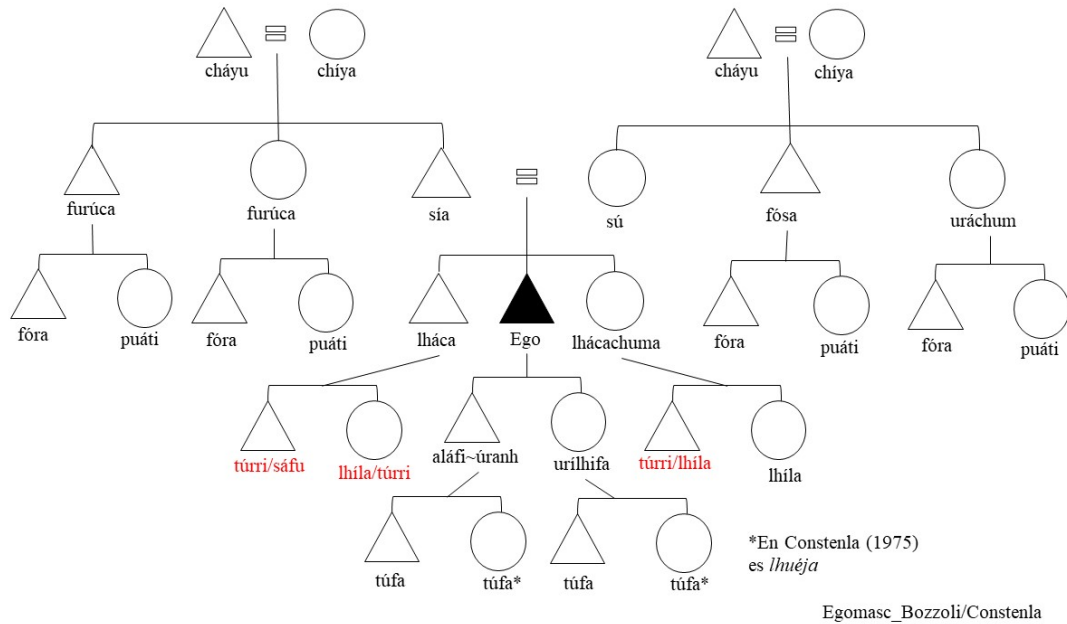 cháyu chíya cháyu chíya
furúca furúca sía sú fósa uráchum
fóra puáti fóra puáti lháca Ego lhácachuma fóra puáti fóra puáti
túrri/sáfu lhíla/túrri aláfi~úranh urílhifa túrri/lhíla lhíla
túfa túfa* túfa túfa*
*En Constenla (1975)
es lhuéja
Egomasc_Bozzoli/Constenla